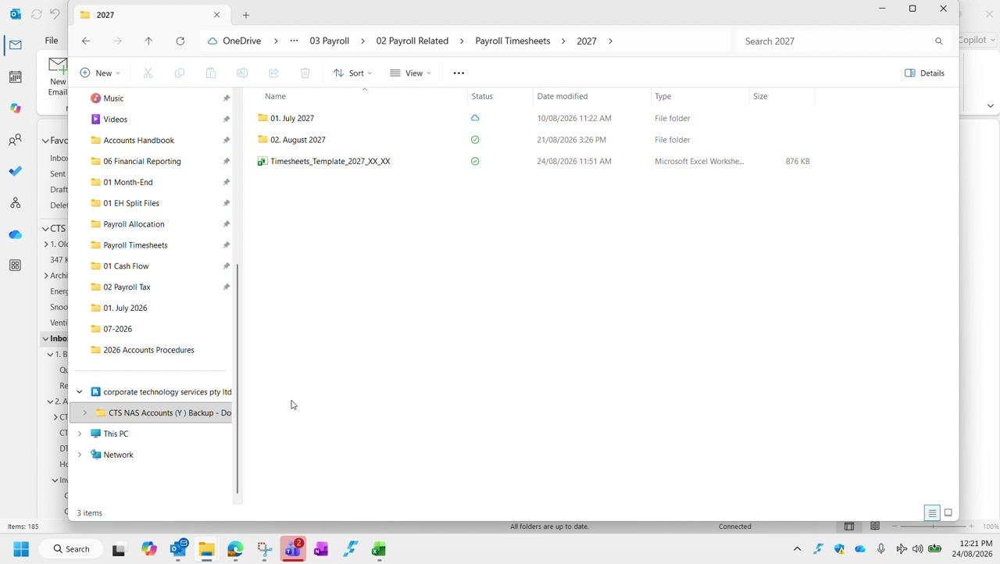 2027
Copilot
File
OneDrive
03 Payroll
02 Payroll Related
Payroll Timesheets
2027
Search 2027
New
Sort
View
Details
New
Email
Name
Status
Date modified
Type
Size
01. July 2027
10/08/2026 11:22 AM
File folder
02. August 2027
21/08/2026 3:26 PM
File folder
Timesheets_Template_2027_XX_XX
24/08/2026 11:51 AM
Microsoft Excel Workshe...
876 KB
Music
Videos
Accounts Handbook
06 Financial Reporting
01 Month-End
01 EH Split Files
Payroll Allocation
Payroll Timesheets
01 Cash Flow
02 Payroll Tax
01. July 2026
07-2026
2026 Accounts Procedures
corporate technology services pty ltd
CTS NAS Accounts (Y ) Backup - Do
This PC
Network
Favo
Inbo
Sent
Draft
Dele
CTS
1. Ol
347 K
Archi
Ener
Snoo
Venti
Inbo
1. B
Qu
Re
2. A
CT
CT
DT
Ho
Inv
3 items
Items: 185
All folders are up to date.
Connected
100%
Search
2
12:21 PM
24/08/2026